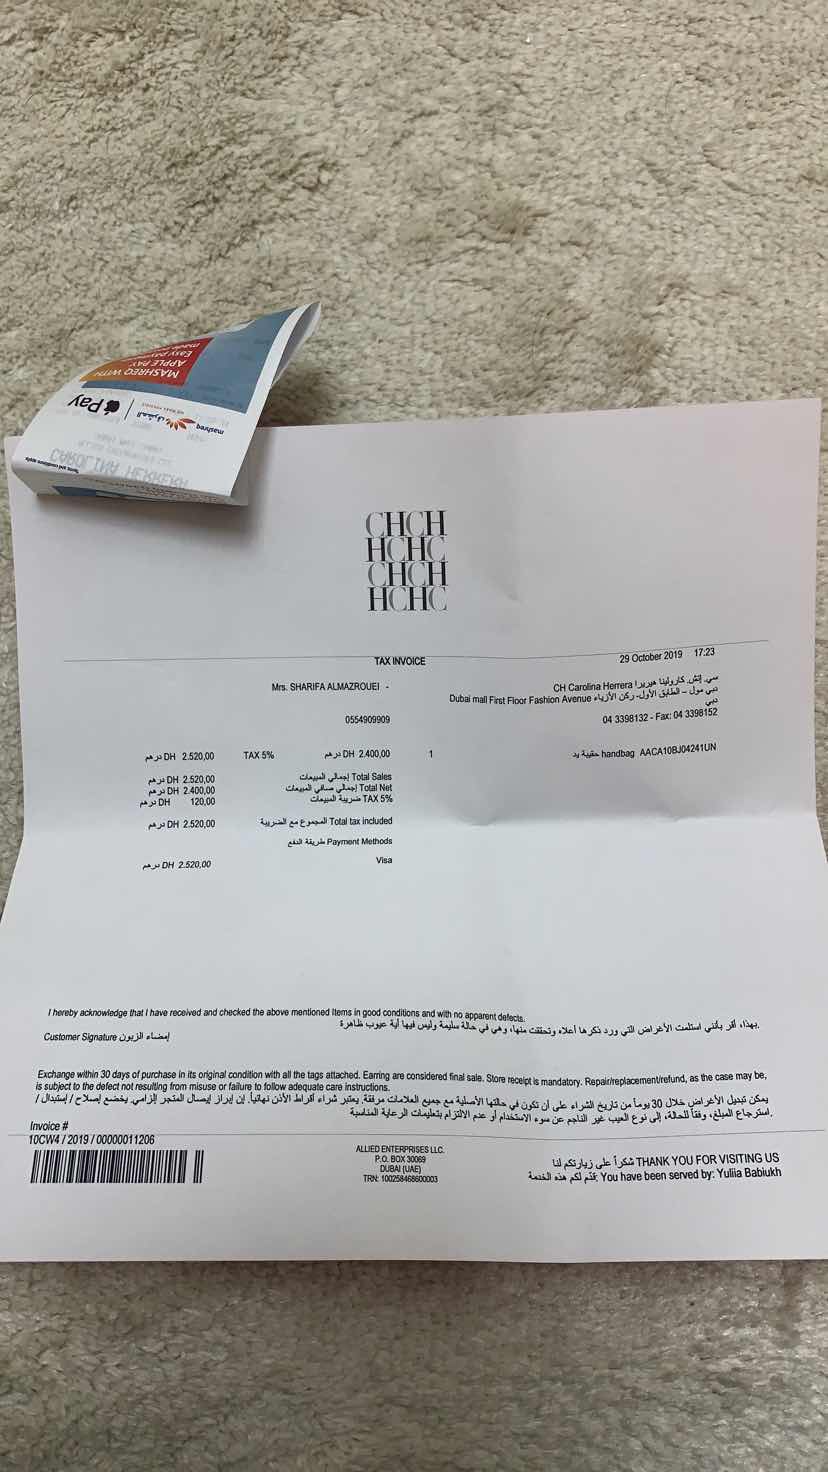 MASHREQ WITH
APPLE PAY
Easy payment
made
Pay
المشرق
mashreq
Terms and conditions apply
CAROLINA HERRERA
CHCH
HCHC
CHCH
HCHC
TAX INVOICE
29 October 2019 17:23
Mrs. SHARIFA ALMAZROUEI -
CH Carolina Herrera سي. إتش. كارولينا هيريرا
Dubai mall First Floor Fashion Avenue دبي مول – الطابق الأول- ركن الأزياء
دبي
0554909909
04 3398132 - Fax: 04 3398152
درهم DH 2.520,00 TAX 5% درهم DH 2.400,00 1 حقيبة يد handbag AACA10BJ04241UN
درهم DH 2.520,00 إجمالي المبيعات Total Sales
درهم DH 2.400,00 إجمالي صافي المبيعات Total Net
درهم DH 120,00 ضريبة المبيعات TAX 5%
درهم DH 2.520,00 المجموع مع الضريبة Total tax included
طريقة الدفع Payment Methods
درهم DH 2.520,00 Visa
I hereby acknowledge that I have received and checked the above mentioned Items in good conditions and with no apparent defects.
بهذا، أقر بأنني استلمت الأغراض التي ورد ذكرها أعلاه وتحققت منها، وهي في حالة سليمة وليس فيها أية عيوب ظاهرة.
Customer Signature إمضاء الزبون
Exchange within 30 days of purchase in its original condition with all the tags attached. Earring are considered final sale. Store receipt is mandatory. Repair/replacement/refund, as the case may be,
is subject to the defect not resulting from misuse or failure to follow adequate care instructions.
يمكن تبديل الأغراض خلال 30 يوماً من تاريخ الشراء على أن تكون في حالتها الأصلية مع جميع العلامات مرفقة. يعتبر شراء أقراط الأذن نهائياً. إن إبراز إيصال المتجر إلزامي. يخضع إصلاح / إستبدال /
استرجاع المبلغ، وفقاً للحالة، إلى نوع العيب غير الناجم عن سوء الاستخدام أو عدم الالتزام بتعليمات الرعاية المناسبة.
Invoice #
10CW4 / 2019 / 00000011206
ALLIED ENTERPRISES LLC.
P.O. BOX 30069
DUBAI (UAE)
TRN: 100258468600003
شكراً على زيارتكم لنا THANK YOU FOR VISITING US
قدّم لكم هذه الخدمة: You have been served by: Yuliia Babiukh